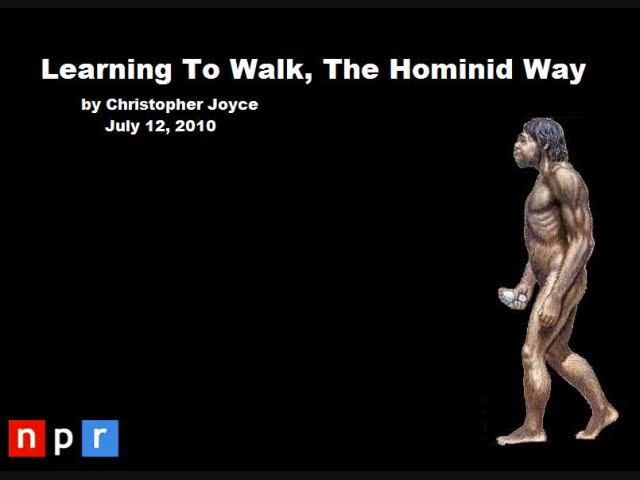 Learning To Walk, The Hominid Way
by Christopher Joyce
July 12, 2010
npr